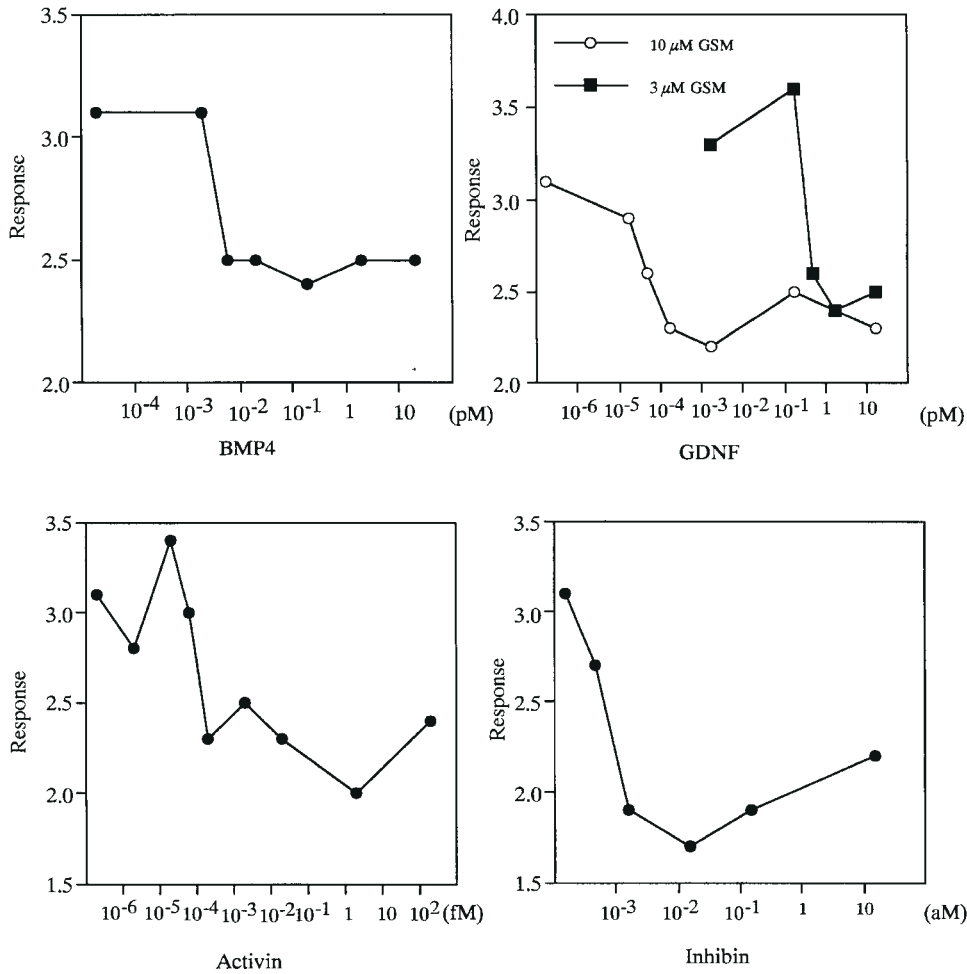 3.5
3.0
2.5
2.0
Response
10-4 10-3 10-2 10-1 1 10 (pM)
BMP4
4.0
3.5
3.0
2.5
2.0
Response
10 μM GSM
3 μM GSM
10-6 10-5 10-4 10-3 10-2 10-1 1 10 (pM)
GDNF
3.5
3.0
2.5
2.0
1.5
Response
10-6 10-5 10-4 10-3 10-2 10-1 1 10 102 (fM)
Activin
3.5
3.0
2.5
2.0
1.5
Response
10-3 10-2 10-1 1 10 (aM)
Inhibin